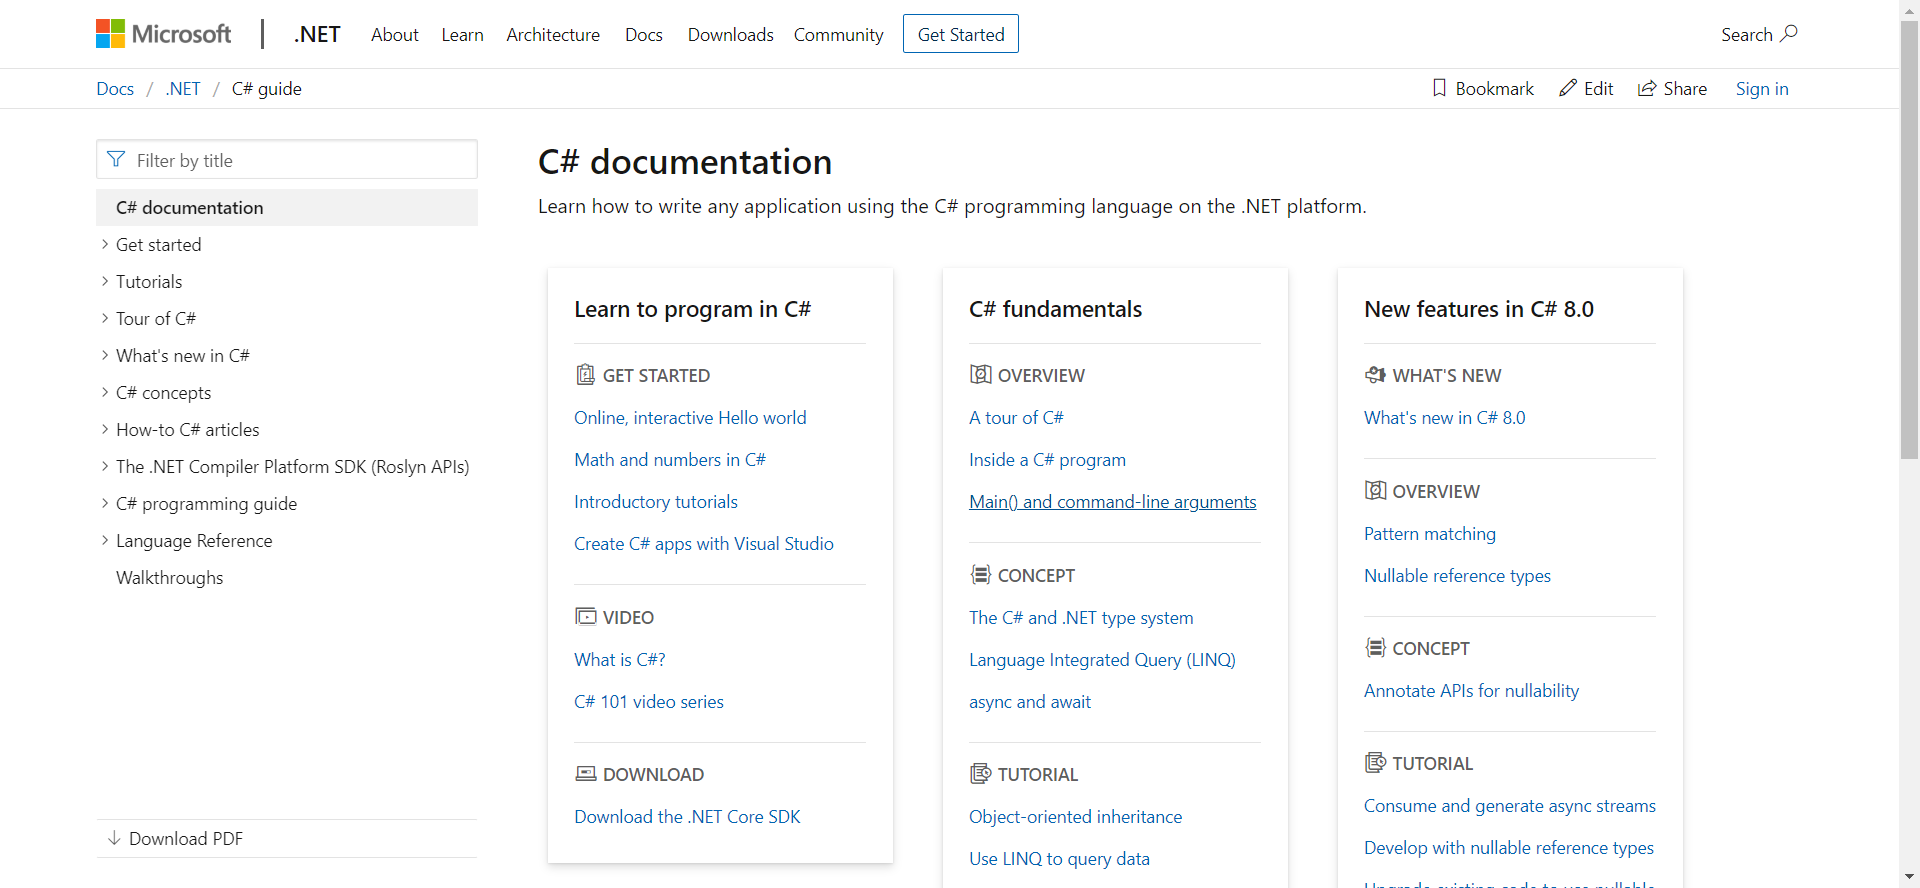 Microsoft
.NET
About
Learn
Architecture
Docs
Downloads
Community
Get Started
Search
Docs / .NET / C# guide
Bookmark
Edit
Share
Sign in
Filter by title
C# documentation
Get started
Tutorials
Tour of C#
What's new in C#
C# concepts
How-to C# articles
The .NET Compiler Platform SDK (Roslyn APIs)
C# programming guide
Language Reference
Walkthroughs
Download PDF
C# documentation
Learn how to write any application using the C# programming language on the .NET platform.
Learn to program in C#
GET STARTED
Online, interactive Hello world
Math and numbers in C#
Introductory tutorials
Create C# apps with Visual Studio
VIDEO
What is C#?
C# 101 video series
DOWNLOAD
Download the .NET Core SDK
C# fundamentals
OVERVIEW
A tour of C#
Inside a C# program
Main() and command-line arguments
CONCEPT
The C# and .NET type system
Language Integrated Query (LINQ)
async and await
TUTORIAL
Object-oriented inheritance
Use LINQ to query data
New features in C# 8.0
WHAT'S NEW
What's new in C# 8.0
OVERVIEW
Pattern matching
Nullable reference types
CONCEPT
Annotate APIs for nullability
TUTORIAL
Consume and generate async streams
Develop with nullable reference types